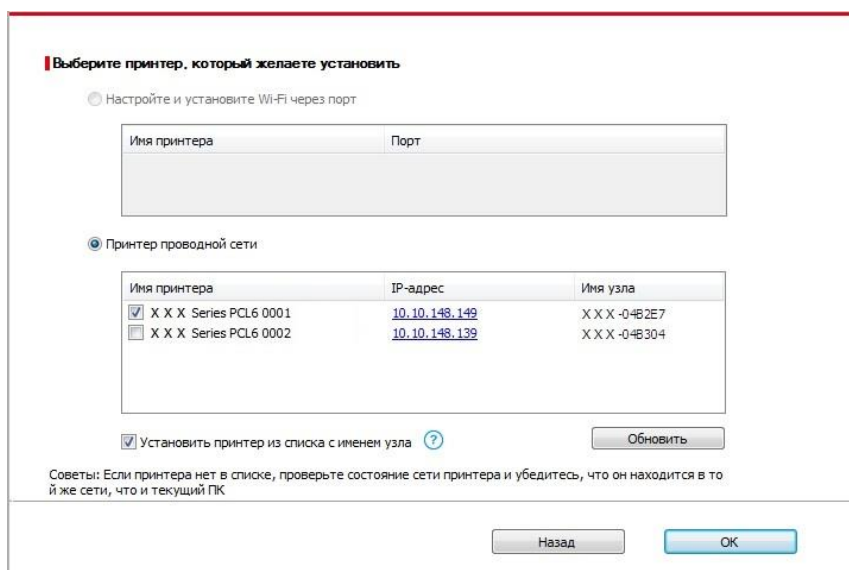 Выберите принтер, который желаете установить
Настройте и установите Wi-Fi через порт
Имя принтера Порт
Принтер проводной сети
Имя принтера IP-адрес Имя узла
X X X Series PCL6 0001 10.10.148.149 X X X -04B2E7
X X X Series PCL6 0002 10.10.148.139 X X X -04B304
Установить принтер из списка с именем узла ?
Обновить
Советы: Если принтера нет в списке, проверьте состояние сети принтера и убедитесь, что он находится в то
й же сети, что и текущий ПК
Назад OK